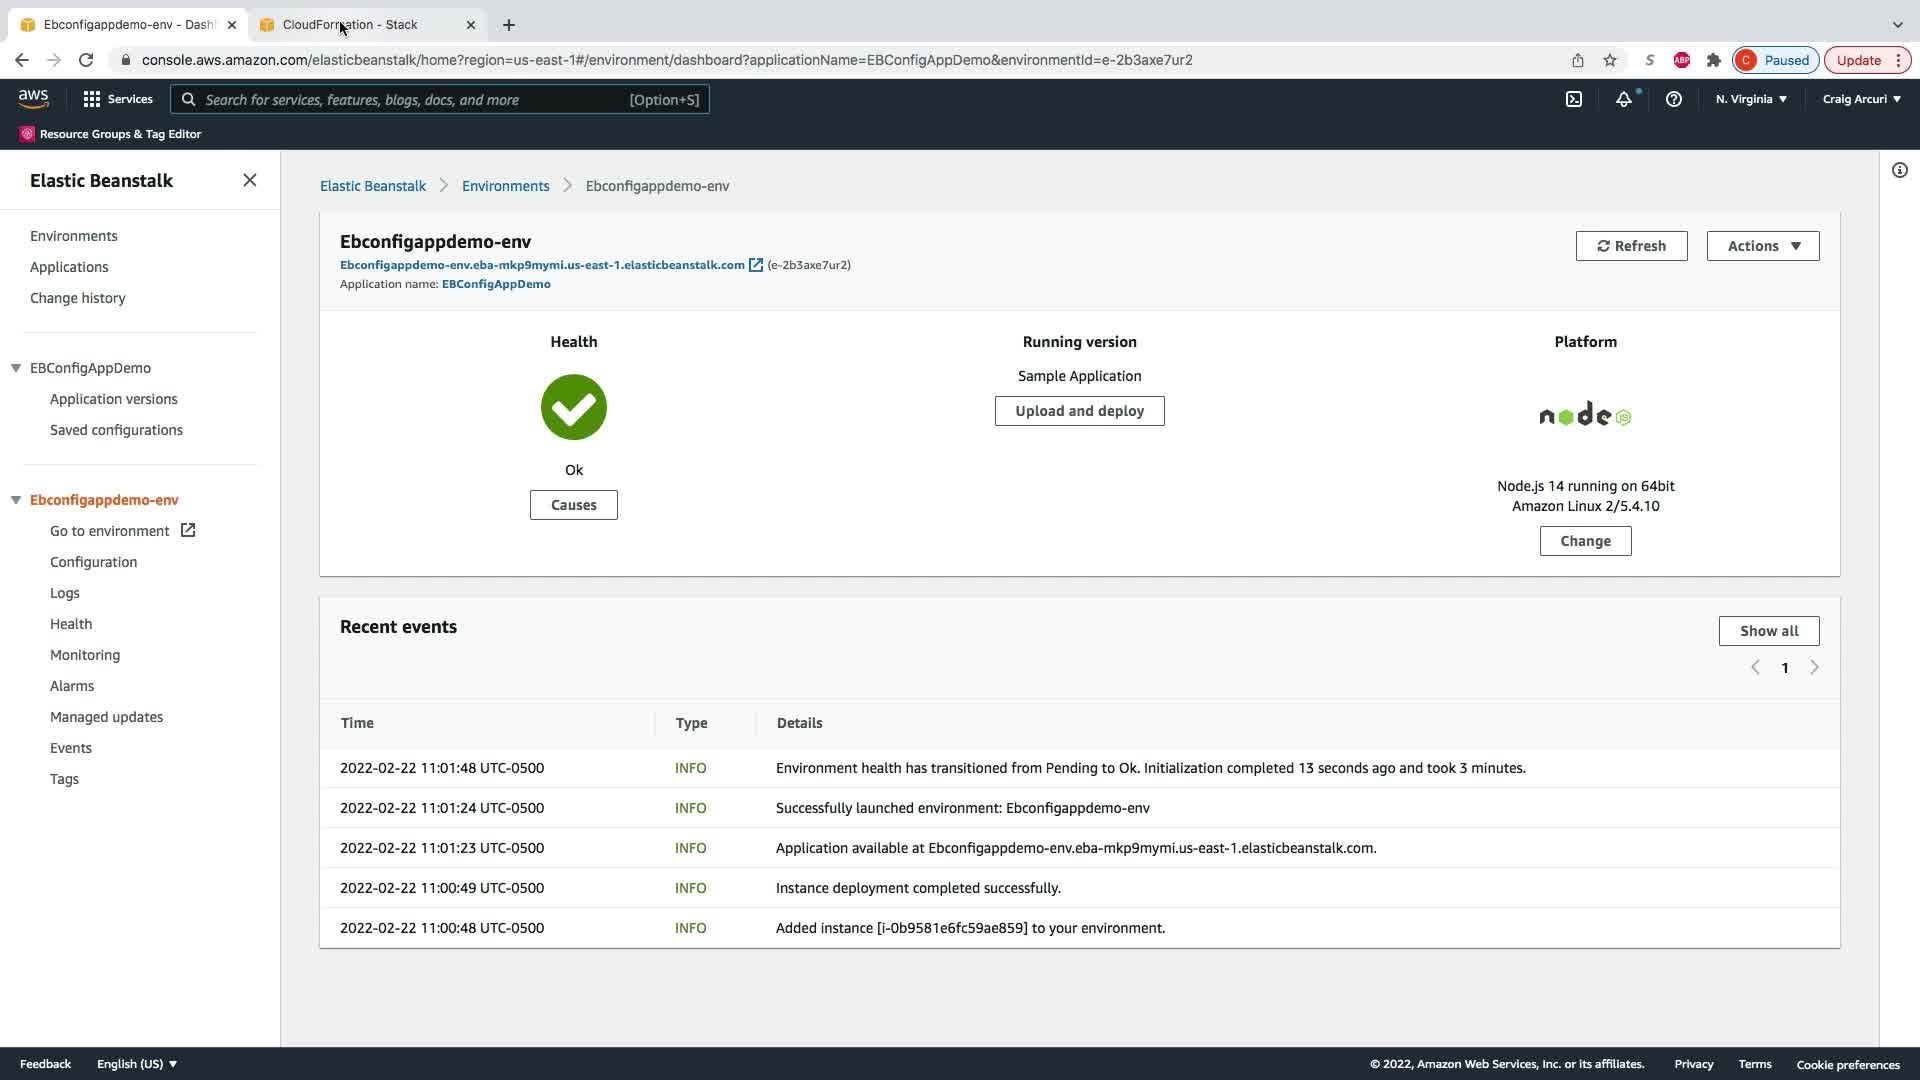 Ebconfigappdemo-env - Dash
CloudFormation - Stack
console.aws.amazon.com/elasticbeanstalk/home?region=us-east-1#/environment/dashboard?applicationName=EBConfigAppDemo&environmentId=e-2b3axe7ur2
S
ABP
C Paused
Update
aws
Services
Search for services, features, blogs, docs, and more
[Option+S]
N. Virginia
Craig Arcuri
Resource Groups & Tag Editor
Elastic Beanstalk
Environments
Applications
Change history
EBConfigAppDemo
Application versions
Saved configurations
Ebconfigappdemo-env
Go to environment
Configuration
Logs
Health
Monitoring
Alarms
Managed updates
Events
Tags
Elastic Beanstalk > Environments > Ebconfigappdemo-env
Ebconfigappdemo-env
Ebconfigappdemo-env.eba-mkp9mymi.us-east-1.elasticbeanstalk.com (e-2b3axe7ur2)
Application name: EBConfigAppDemo
Refresh
Actions
Health
Ok
Causes
Running version
Sample Application
Upload and deploy
Platform
node JS
Node.js 14 running on 64bit
Amazon Linux 2/5.4.10
Change
Recent events
Show all
1
Time Type Details
2022-02-22 11:01:48 UTC-0500 INFO Environment health has transitioned from Pending to Ok. Initialization completed 13 seconds ago and took 3 minutes.
2022-02-22 11:01:24 UTC-0500 INFO Successfully launched environment: Ebconfigappdemo-env
2022-02-22 11:01:23 UTC-0500 INFO Application available at Ebconfigappdemo-env.eba-mkp9mymi.us-east-1.elasticbeanstalk.com.
2022-02-22 11:00:49 UTC-0500 INFO Instance deployment completed successfully.
2022-02-22 11:00:48 UTC-0500 INFO Added instance [i-0b9581e6fc59ae859] to your environment.
Feedback
English (US)
© 2022, Amazon Web Services, Inc. or its affiliates.
Privacy
Terms
Cookie preferences